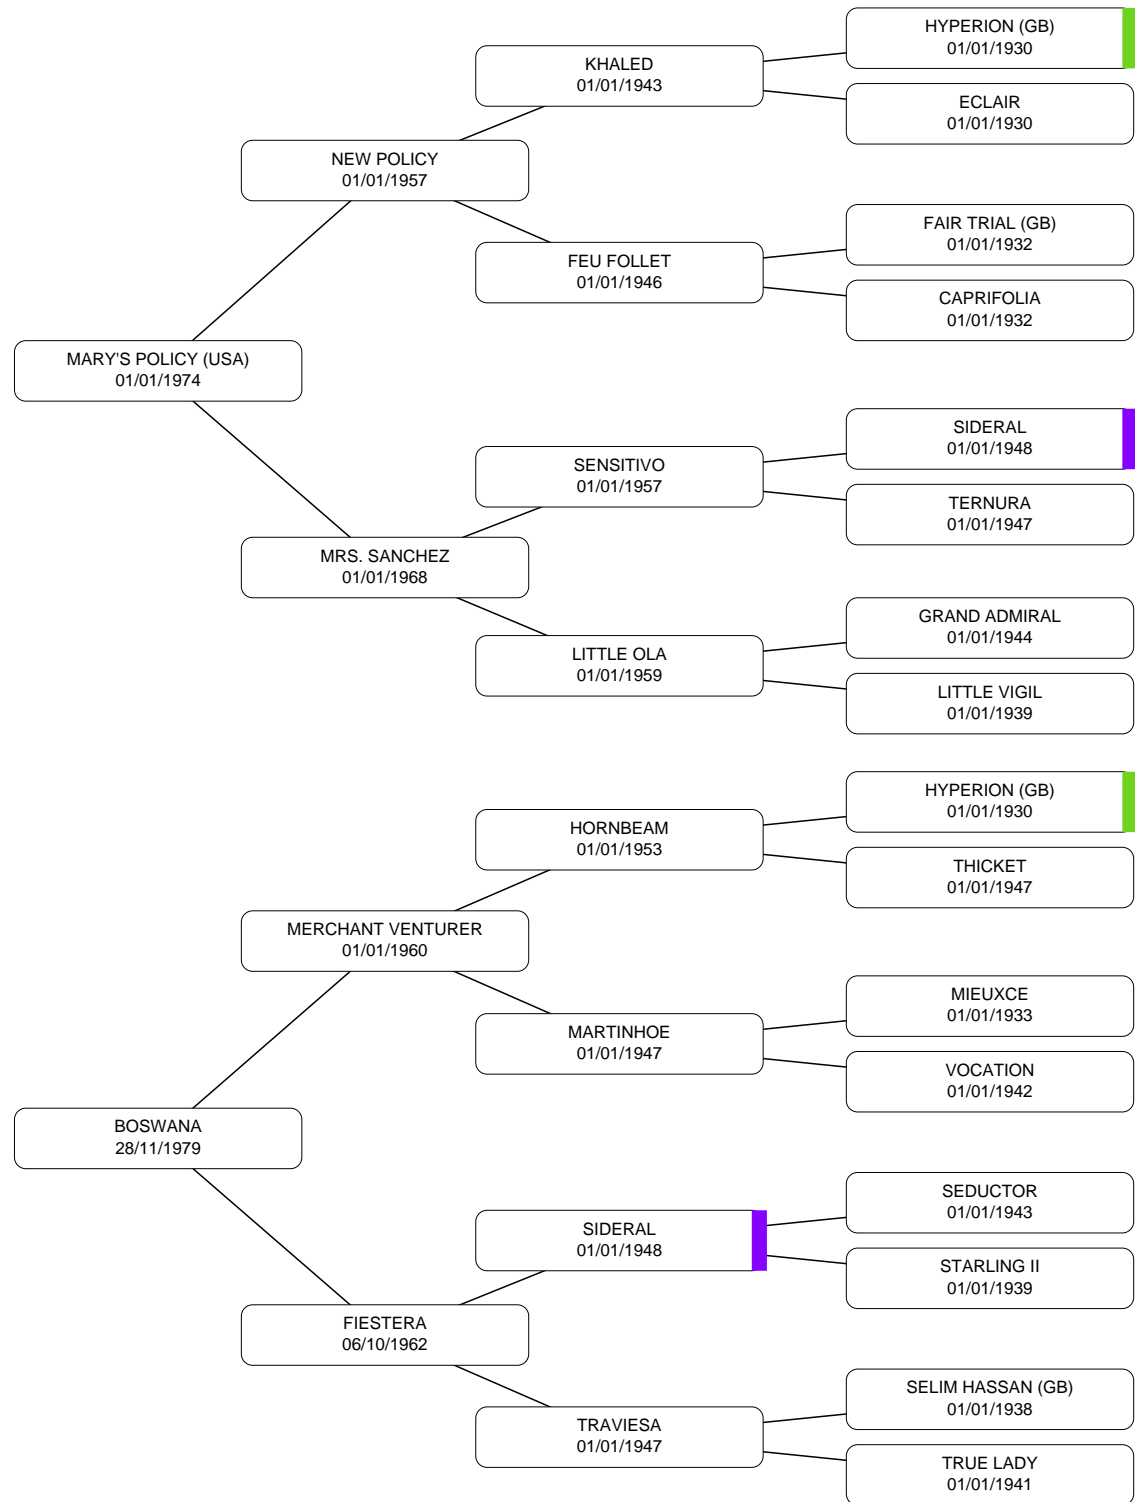 HYPERION (GB)
01/01/1930
KHALED
01/01/1943
ECLAIR
01/01/1930
NEW POLICY
01/01/1957
FAIR TRIAL (GB)
01/01/1932
FEU FOLLET
01/01/1946
CAPRIFOLIA
01/01/1932
MARY'S POLICY (USA)
01/01/1974
SIDERAL
01/01/1948
SENSITIVO
01/01/1957
TERNURA
01/01/1947
MRS. SANCHEZ
01/01/1968
GRAND ADMIRAL
01/01/1944
LITTLE OLA
01/01/1959
LITTLE VIGIL
01/01/1939
HYPERION (GB)
01/01/1930
HORNBEAM
01/01/1953
THICKET
01/01/1947
MERCHANT VENTURER
01/01/1960
MIEUXCE
01/01/1933
MARTINHOE
01/01/1947
VOCATION
01/01/1942
BOSWANA
28/11/1979
SEDUCTOR
01/01/1943
SIDERAL
01/01/1948
STARLING II
01/01/1939
FIESTERA
06/10/1962
SELIM HASSAN (GB)
01/01/1938
TRAVIESA
01/01/1947
TRUE LADY
01/01/1941